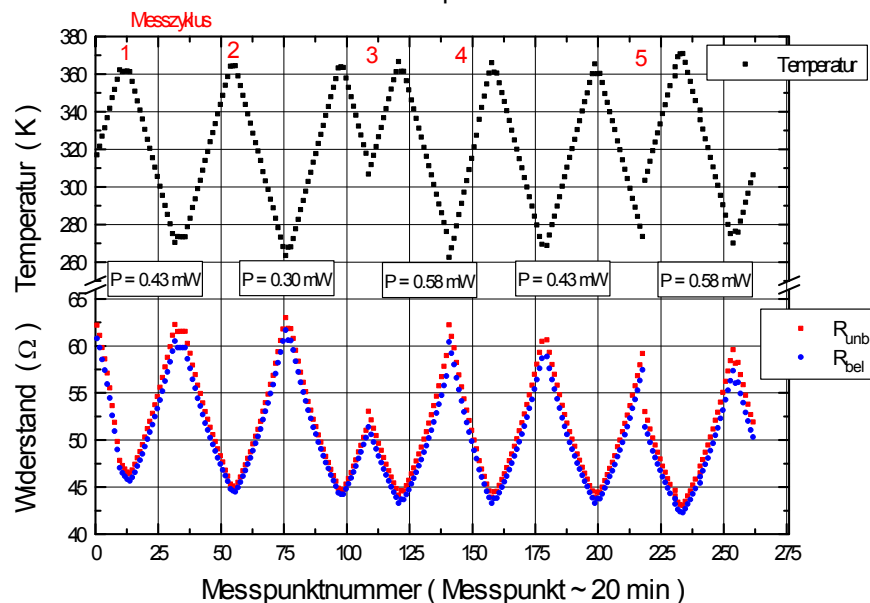 Messzyklus
1 2 3 4 5
Temperatur
Temperatur ( K )
380
360
340
320
300
280
260
P = 0.43 mW P = 0.30 mW P = 0.58 mW P = 0.43 mW P = 0.58 mW
Widerstand ( Ω )
65
60
55
50
45
40
R unb
R bel
0 25 50 75 100 125 150 175 200 225 250 275
Messpunktnummer ( Messpunkt ~ 20 min )